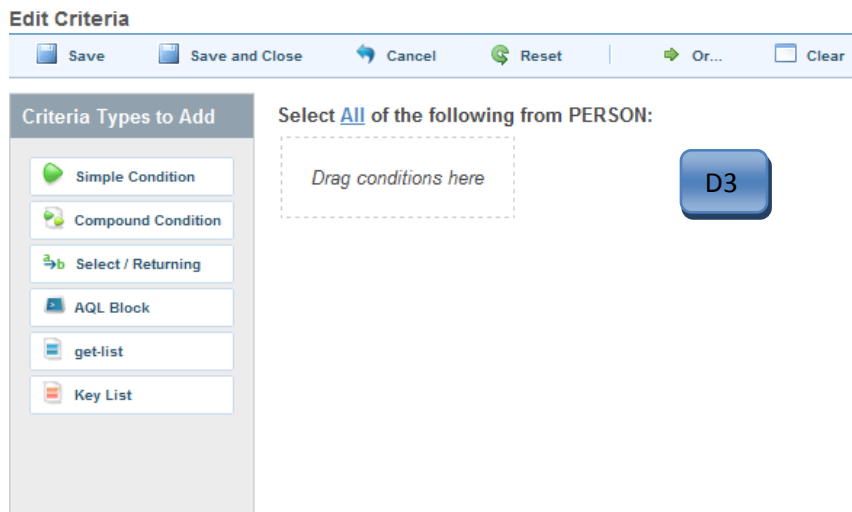 Edit Criteria
Save Save and Close Cancel Reset Or... Clear
Criteria Types to Add
Simple Condition
Compound Condition
a b Select / Returning
AQL Block
get-list
Key List
Select All of the following from PERSON:
Drag conditions here
D3